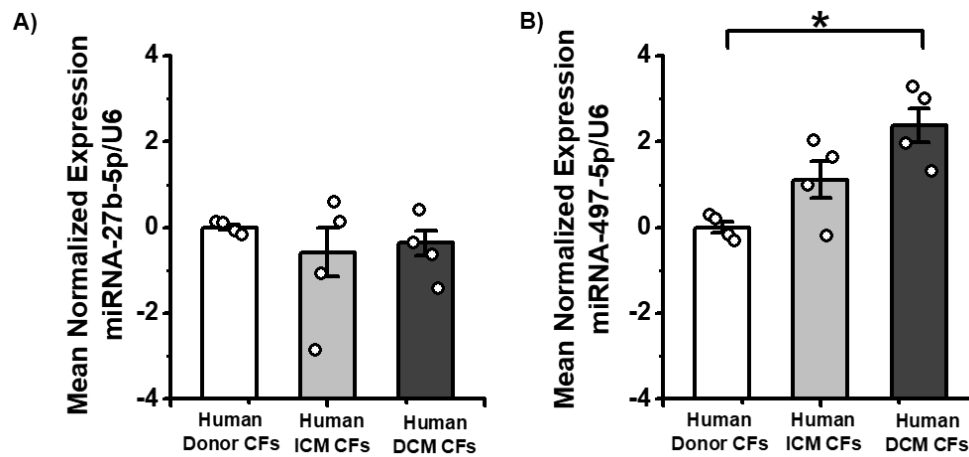 A)
Mean Normalized Expression
miRNA-27b-5p/U6
4
2
0
-2
-4
Human
Donor CFs
Human
ICM CFs
Human
DCM CFs
B)
*
Mean Normalized Expression
miRNA-497-5p/U6
4
2
0
-2
-4
Human
Donor CFs
Human
ICM CFs
Human
DCM CFs